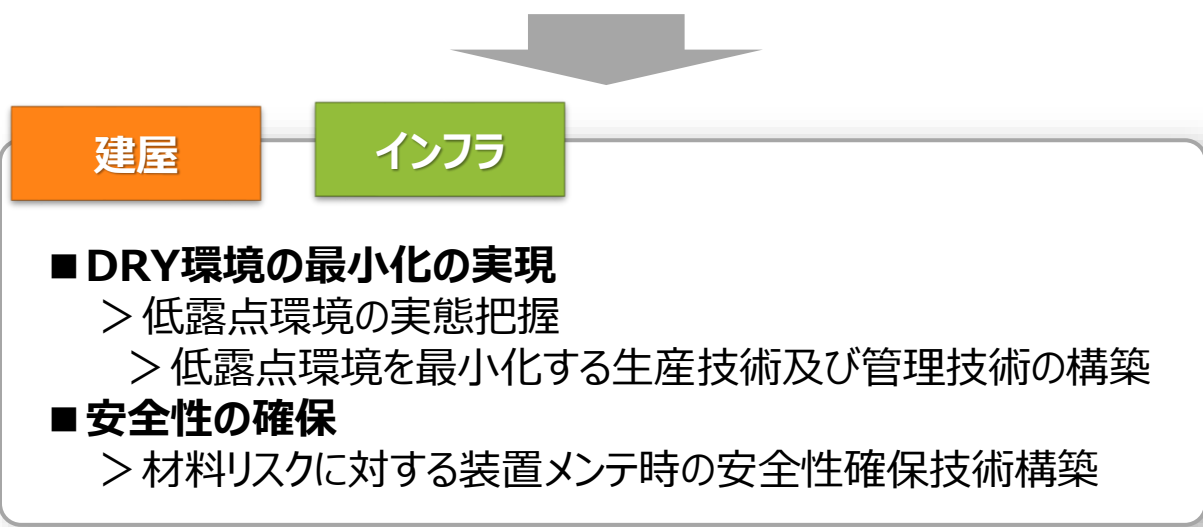 建屋
インフラ
■DRY環境の最小化の実現
＞低露点環境の実態把握
＞低露点環境を最小化する生産技術及び管理技術の構築
■安全性の確保
＞材料リスクに対する装置メンテ時の安全性確保技術構築